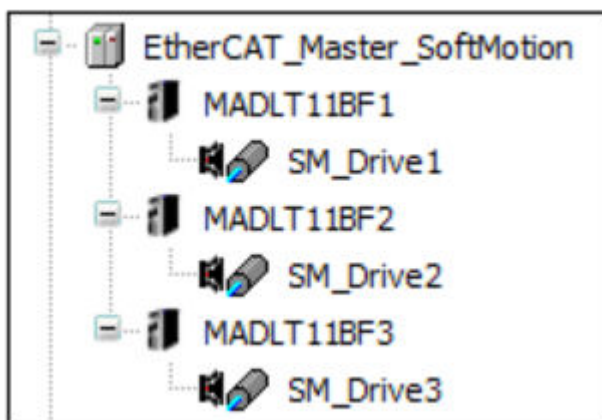 EtherCAT_Master_SoftMotion
MADLT11BF1
SM_Drive1
MADLT11BF2
SM_Drive2
MADLT11BF3
SM_Drive3